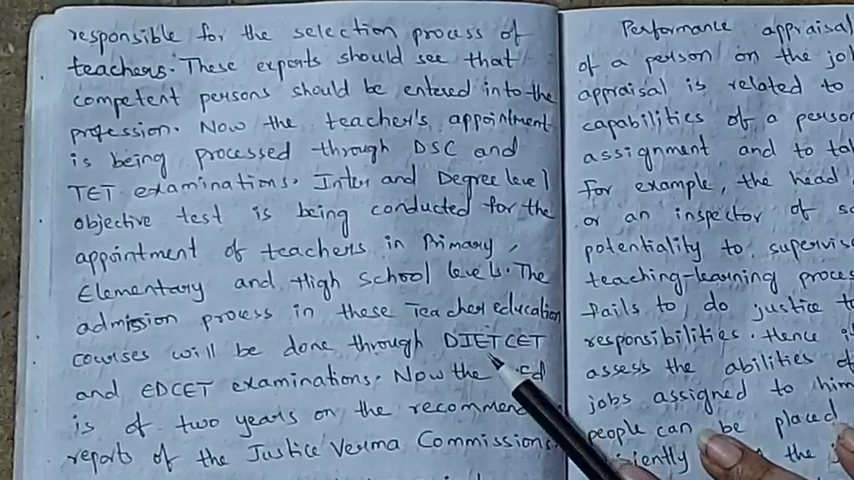 responsible for the selection process of
teachers. These experts should see that
competent persons should be entered into the
profession. Now the teacher's appointment
is being processed through DSC and
TET examinations. Inter and Degree level
objective test is being conducted for the
appointment of teachers in Primary,
Elementary and High school levels. The
admission process in these Teacher education
courses will be done through DIETCET
and EDCET examinations. Now the
is of two years on the recommend
reports of the Justice Verma Commissions.
Performance appraisal
of a person on the
appraisal is related to
capabilities of a
assignment and to
For example, the head
or an inspector of
potentiality to
teaching-learning
fails to do justice
responsibilities. Hence
assess the abilities of
jobs assigned to him
people can be placed
the